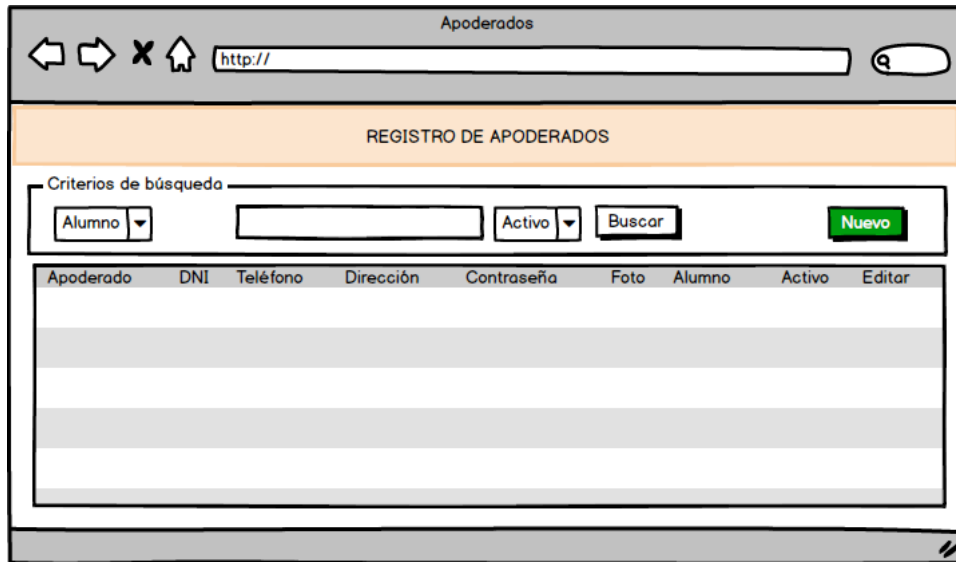 Apoderados
http://
REGISTRO DE APODERADOS
Criterios de búsqueda
Alumno Activo Buscar Nuevo
Apoderado DNI Teléfono Dirección Contraseña Foto Alumno Activo Editar